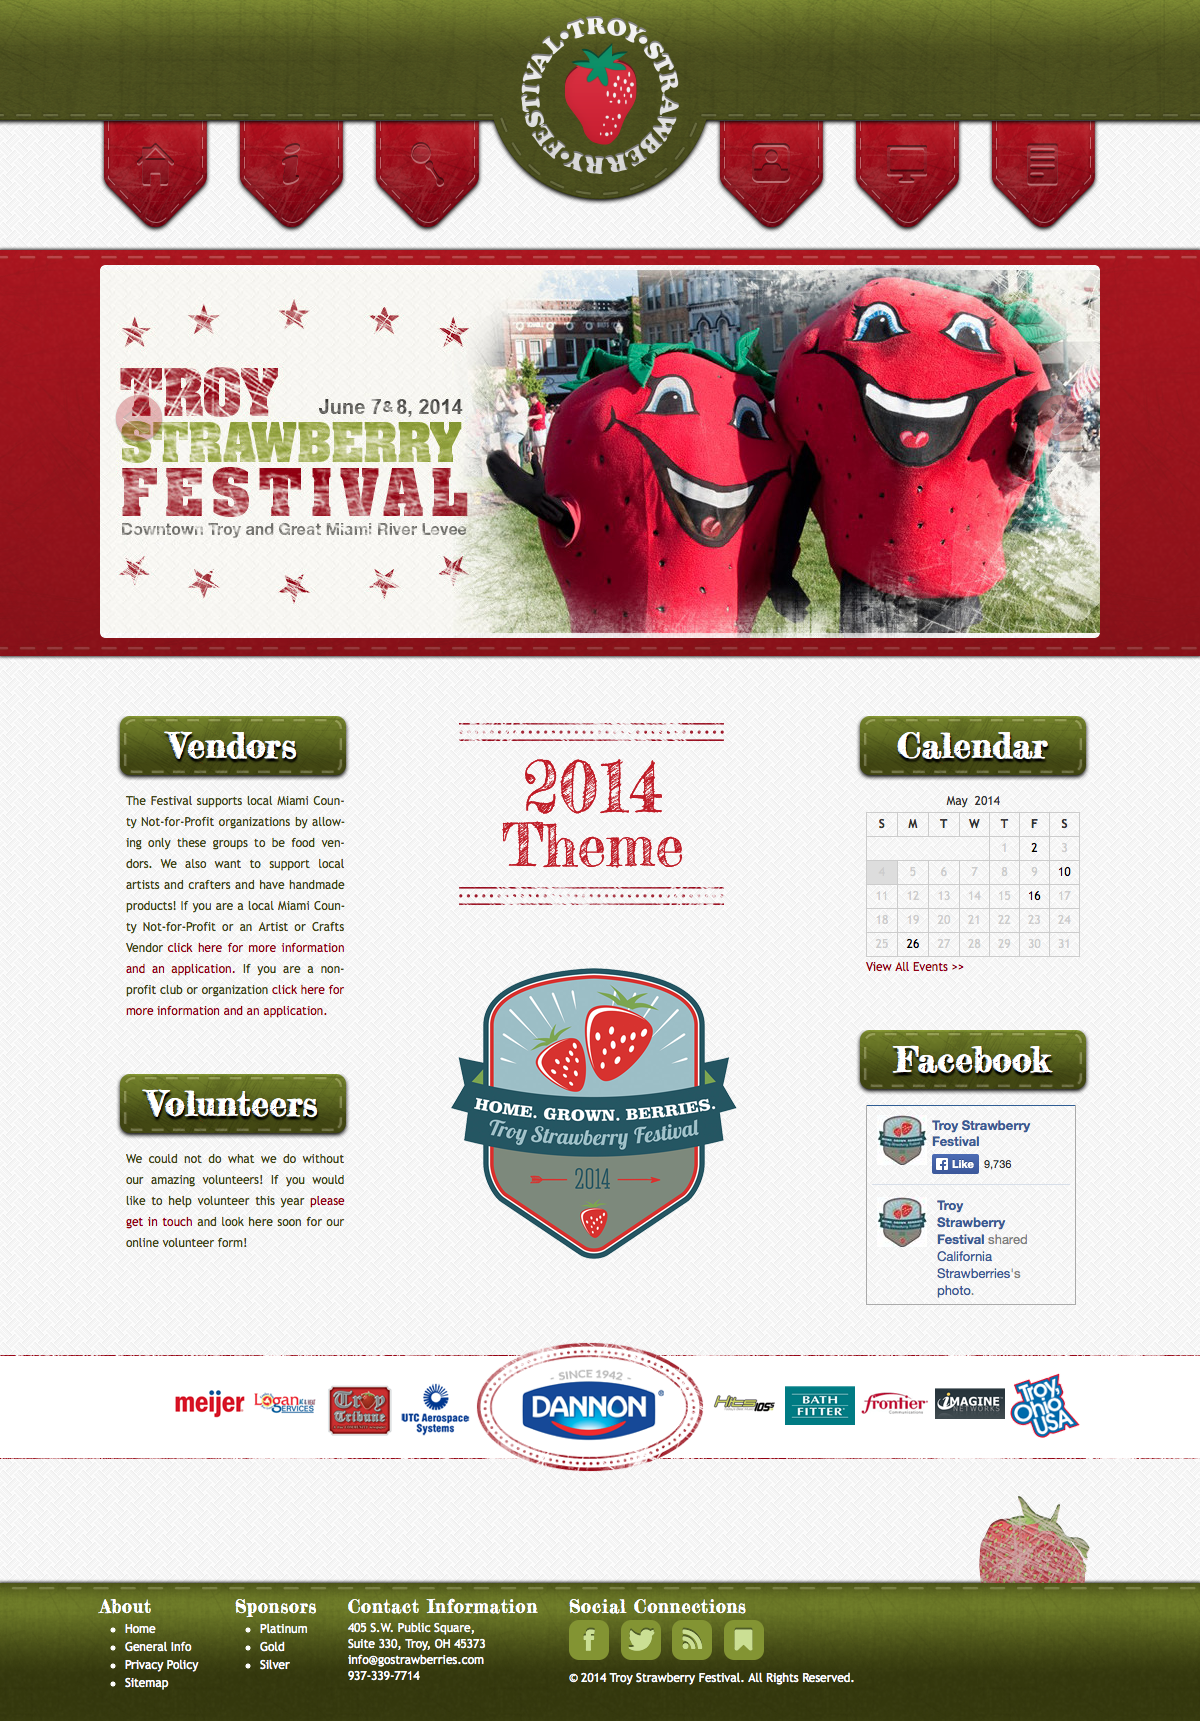 TROY · STRAWBERRY · FESTIVAL ·
TROY
June 7 & 8, 2014
STRAWBERRY
FESTIVAL
Downtown Troy and Great Miami River Levee
Vendors
The Festival supports local Miami Coun-
ty Not-for-Profit organizations by allow-
ing only these groups to be food ven-
dors. We also want to support local
artists and crafters and have handmade
products! If you are a local Miami Coun-
ty Not-for-Profit or an Artist or Crafts
Vendor click here for more information
and an application. If you are a non-
profit club or organization click here for
more information and an application.
Volunteers
We could not do what we do without
our amazing volunteers! If you would
like to help volunteer this year please
get in touch and look here soon for our
online volunteer form!
2014
Theme
HOME. GROWN. BERRIES.
Troy Strawberry Festival
2014
Calendar
May 2014
S M T W T F S
1 2 3
4 5 6 7 8 9 10
11 12 13 14 15 16 17
18 19 20 21 22 23 24
25 26 27 28 29 30 31
View All Events >>
Facebook
Troy Strawberry
Festival
Like 9,736
Troy
Strawberry
Festival shared
California
Strawberries's
photo.
meijer
Logan
SERVICES
Troy
Tribune
UTC Aerospace
Systems
- SINCE 1942 -
DANNON®
Hits 105.5
BATH
FITTER
frontier
Communications
iMAGINE
NETWORKS
Troy,
Ohio
USA
About
Home
General Info
Privacy Policy
Sitemap
Sponsors
Platinum
Gold
Silver
Contact Information
405 S.W. Public Square,
Suite 330, Troy, OH 45373
info@gostrawberries.com
937-339-7714
Social Connections
© 2014 Troy Strawberry Festival. All Rights Reserved.